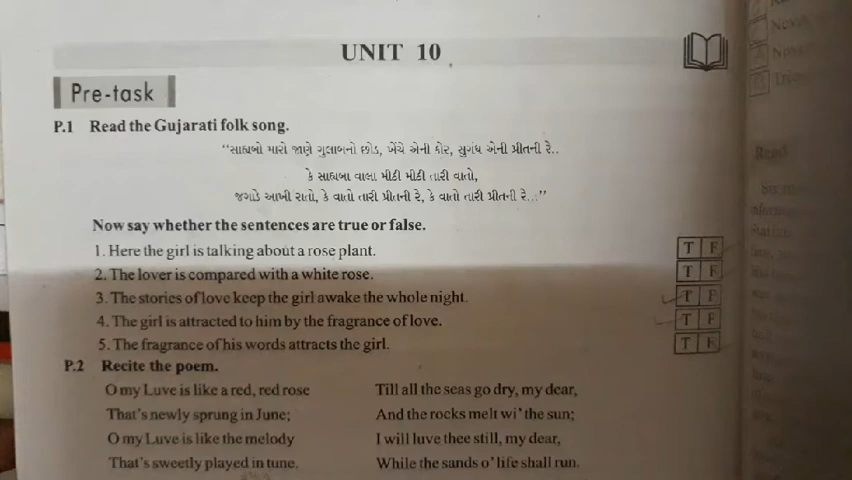 UNIT 10
Pre-task
P.1 Read the Gujarati folk song.
“સાહ્યબો મારો જાણે ગુલાબનો છોડ, ખેંચે એની કોર, સુગંધ એની પ્રીતની રે..
કે સાહ્યબા વાલા મીઠી મીઠી તારી વાતો,
જગાડે આખી રાતો, કે વાતો તારી પ્રીતની રે, કે વાતો તારી પ્રીતની રે...”
Now say whether the sentences are true or false.
1. Here the girl is talking about a rose plant. T F
2. The lover is compared with a white rose. T F
3. The stories of love keep the girl awake the whole night. T F
4. The girl is attracted to him by the fragrance of love. T F
5. The fragrance of his words attracts the girl. T F
P.2 Recite the poem.
O my Luve is like a red, red rose
That's newly sprung in June;
O my Luve is like the melody
That's sweetly played in tune.
Till all the seas go dry, my dear,
And the rocks melt wi' the sun;
I will luve thee still, my dear,
While the sands o' life shall run.
Read